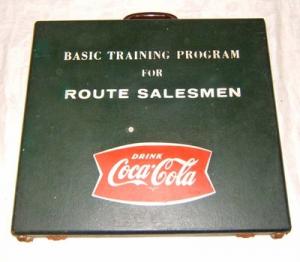 BASIC TRAINING PROGRAM
FOR
ROUTE SALESMEN
DRINK
Coca-Cola